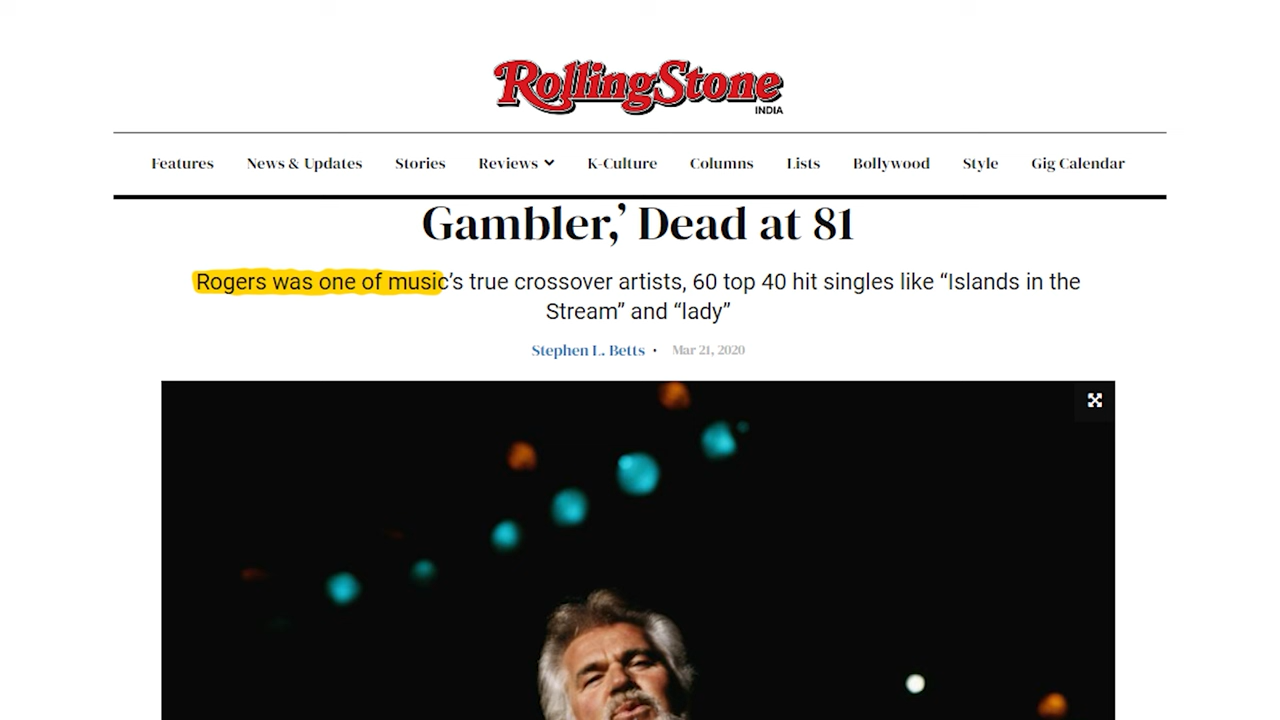 RollingStone
INDIA
Features News & Updates Stories Reviews K-Culture Columns Lists Bollywood Style Gig Calendar
Gambler,’ Dead at 81
Rogers was one of music’s true crossover artists, 60 top 40 hit singles like “Islands in the
Stream” and “lady”
Stephen L. Betts • Mar 21, 2020